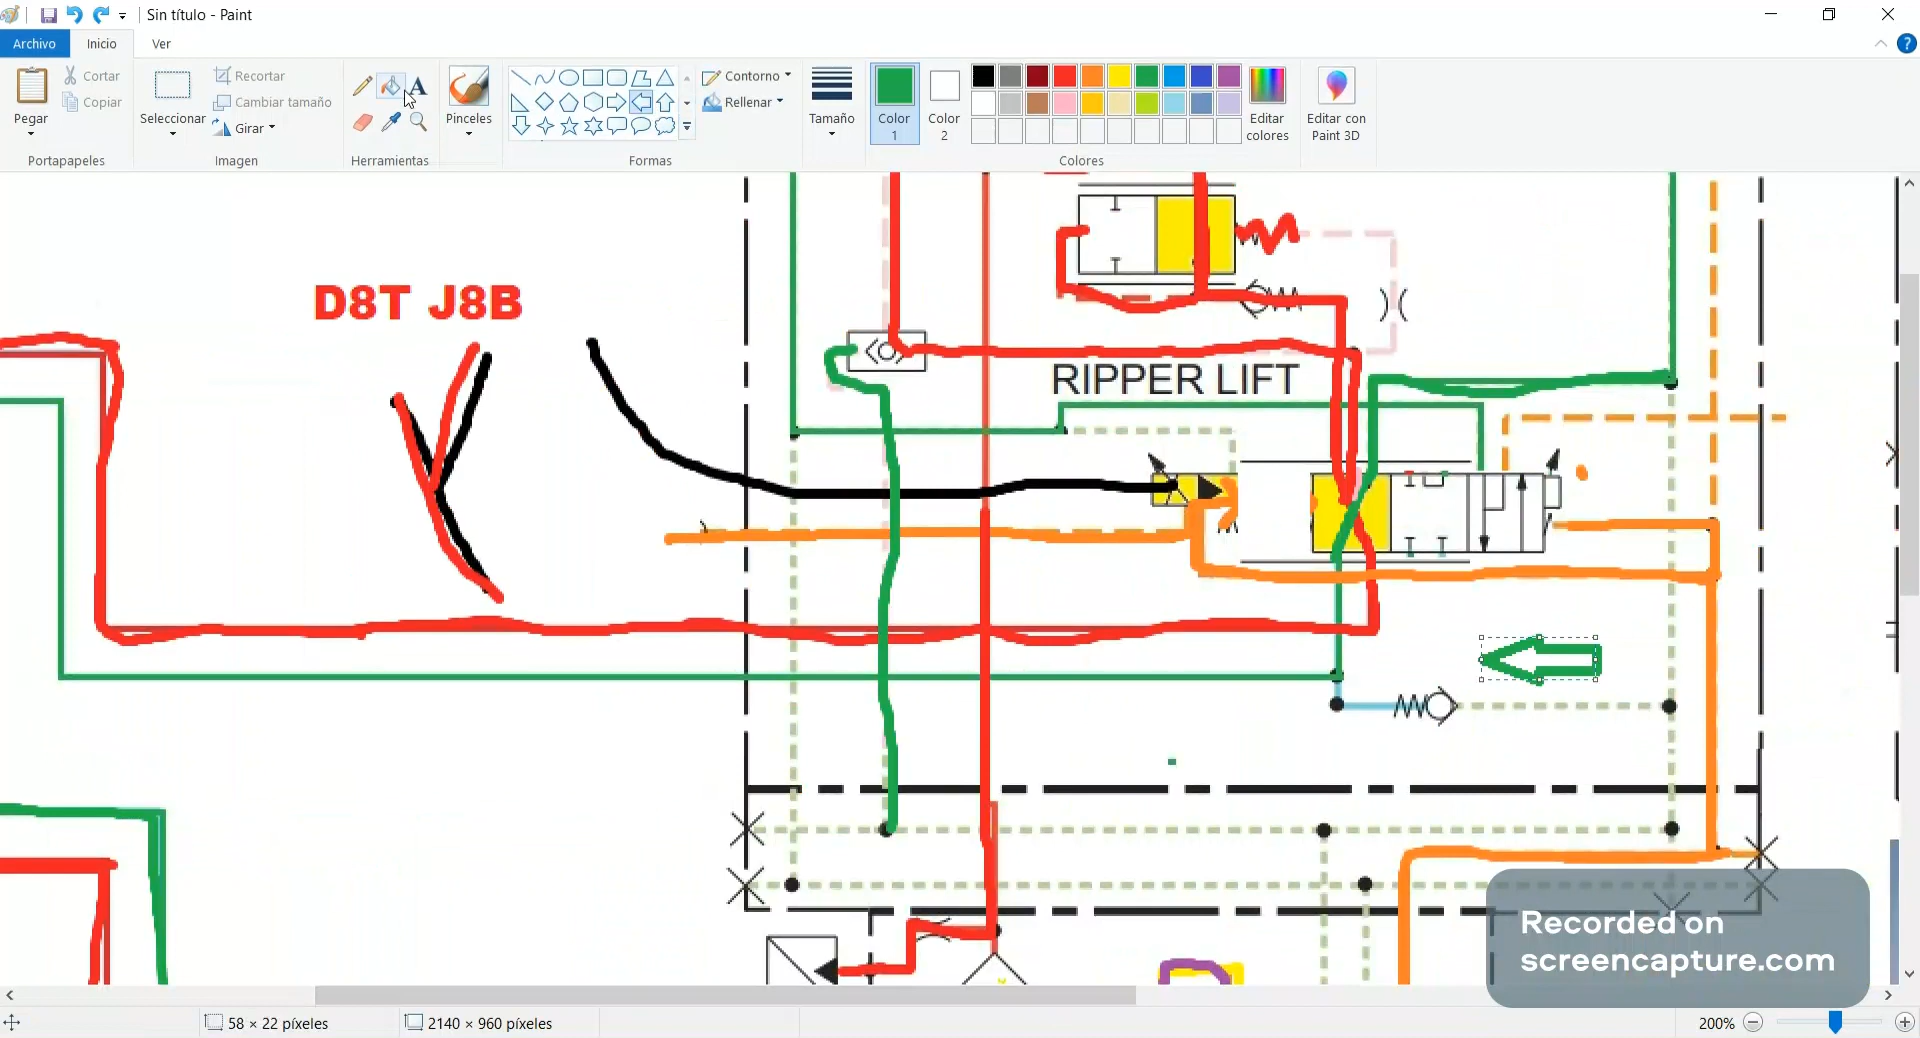 Sin título - Paint
Archivo Inicio Ver
Pegar
Cortar
Copiar
Portapapeles
Seleccionar
Recortar
Cambiar tamaño
Girar
Imagen
A
Herramientas
Pinceles
Contorno
Rellenar
Formas
Tamaño
Color 1
Color 2
Editar colores
Editar con Paint 3D
Colores
D8T J8B
RIPPER LIFT
Recorded on
screencapture.com
58 × 22 píxeles
2140 × 960 píxeles
200%